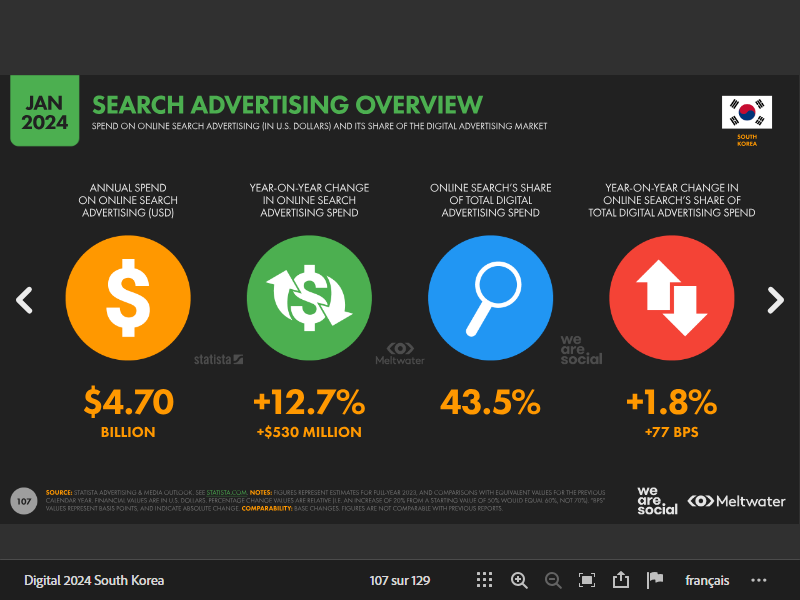 JAN
2024
SEARCH ADVERTISING OVERVIEW
SPEND ON ONLINE SEARCH ADVERTISING (IN U.S. DOLLARS) AND ITS SHARE OF THE DIGITAL ADVERTISING MARKET
SOUTH
KOREA
ANNUAL SPEND
ON ONLINE SEARCH
ADVERTISING (USD)
YEAR-ON-YEAR CHANGE
IN ONLINE SEARCH
ADVERTISING SPEND
ONLINE SEARCH'S SHARE
OF TOTAL DIGITAL
ADVERTISING SPEND
YEAR-ON-YEAR CHANGE IN
ONLINE SEARCH'S SHARE OF
TOTAL DIGITAL ADVERTISING SPEND
$
$
statista
Meltwater
we
are.
social
$4.70
BILLION
+12.7%
+$530 MILLION
43.5%
+1.8%
+77 BPS
107
SOURCE: STATISTA ADVERTISING & MEDIA OUTLOOK. SEE STATISTA.COM. NOTES: FIGURES REPRESENT ESTIMATES FOR FULL-YEAR 2023, AND COMPARISONS WITH EQUIVALENT VALUES FOR THE PREVIOUS
CALENDAR YEAR. FINANCIAL VALUES ARE IN U.S. DOLLARS. PERCENTAGE CHANGE VALUES ARE RELATIVE (I.E. AN INCREASE OF 20% FROM A STARTING VALUE OF 50% WOULD EQUAL 60%, NOT 70%). "BPS"
VALUES REPRESENT BASIS POINTS, AND INDICATE ABSOLUTE CHANGE. COMPARABILITY: BASE CHANGES. FIGURES ARE NOT COMPARABLE WITH PREVIOUS REPORTS.
we
are.
social
Meltwater
Digital 2024 South Korea
107 sur 129
français